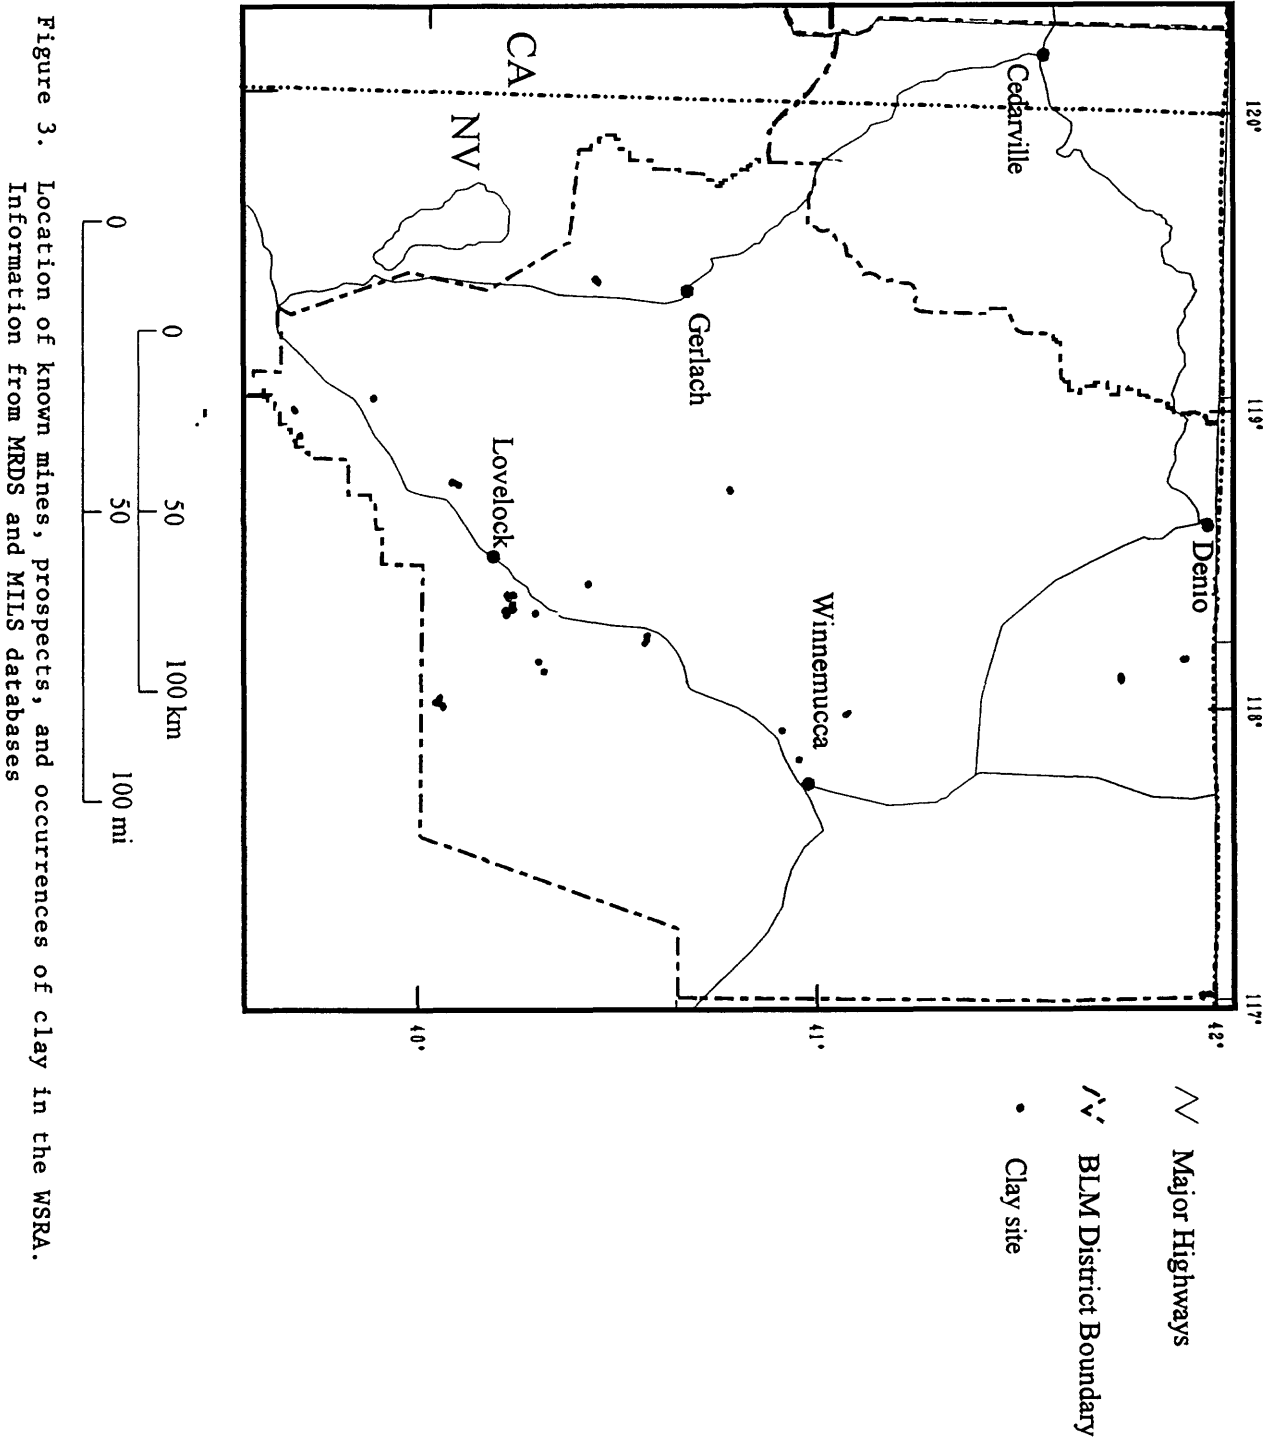 120°
119°
118°
117°
42°
41°
40°
Cedarville
Denio
Gerlach
Winnemucca
Lovelock
CA
NV
Major Highways
BLM District Boundary
Clay site
0
50
100 km
0
50
100 mi
Figure 3. Location of known mines, prospects, and occurrences of clay in the WSRA.
Information from MRDS and MILS databases